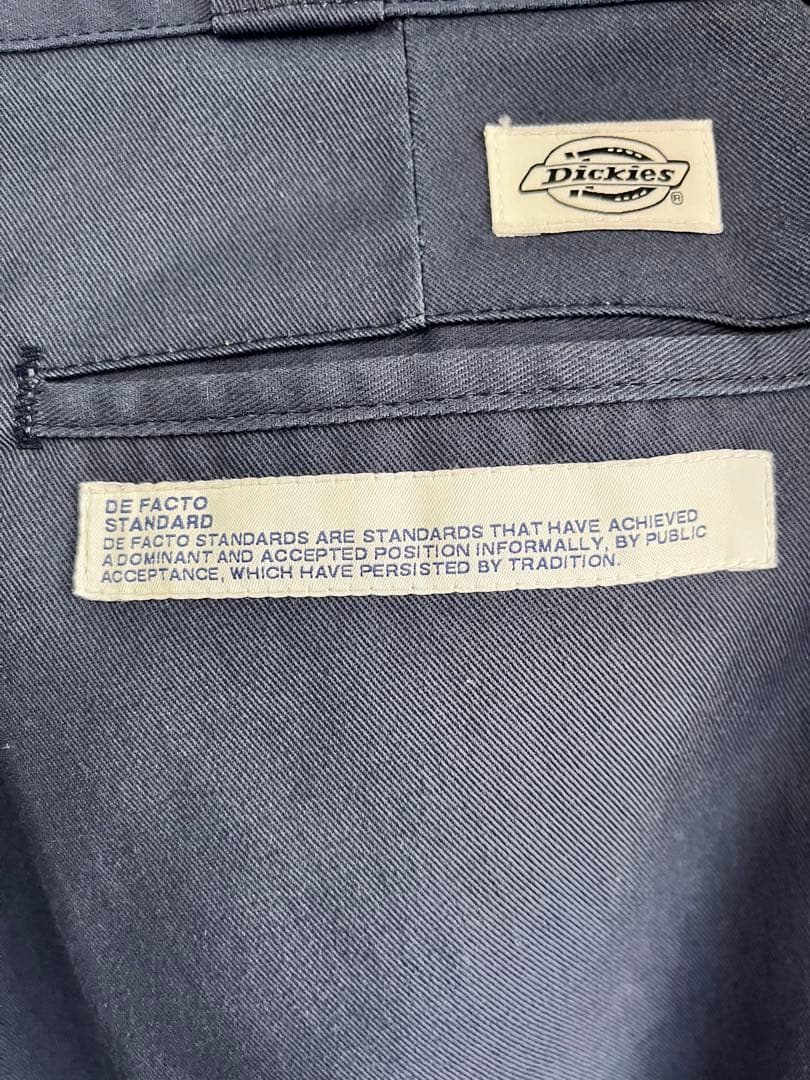 Dickies
®
DE FACTO
STANDARD
DE FACTO STANDARDS ARE STANDARDS THAT HAVE ACHIEVED
A DOMINANT AND ACCEPTED POSITION INFORMALLY, BY PUBLIC
ACCEPTANCE, WHICH HAVE PERSISTED BY TRADITION.